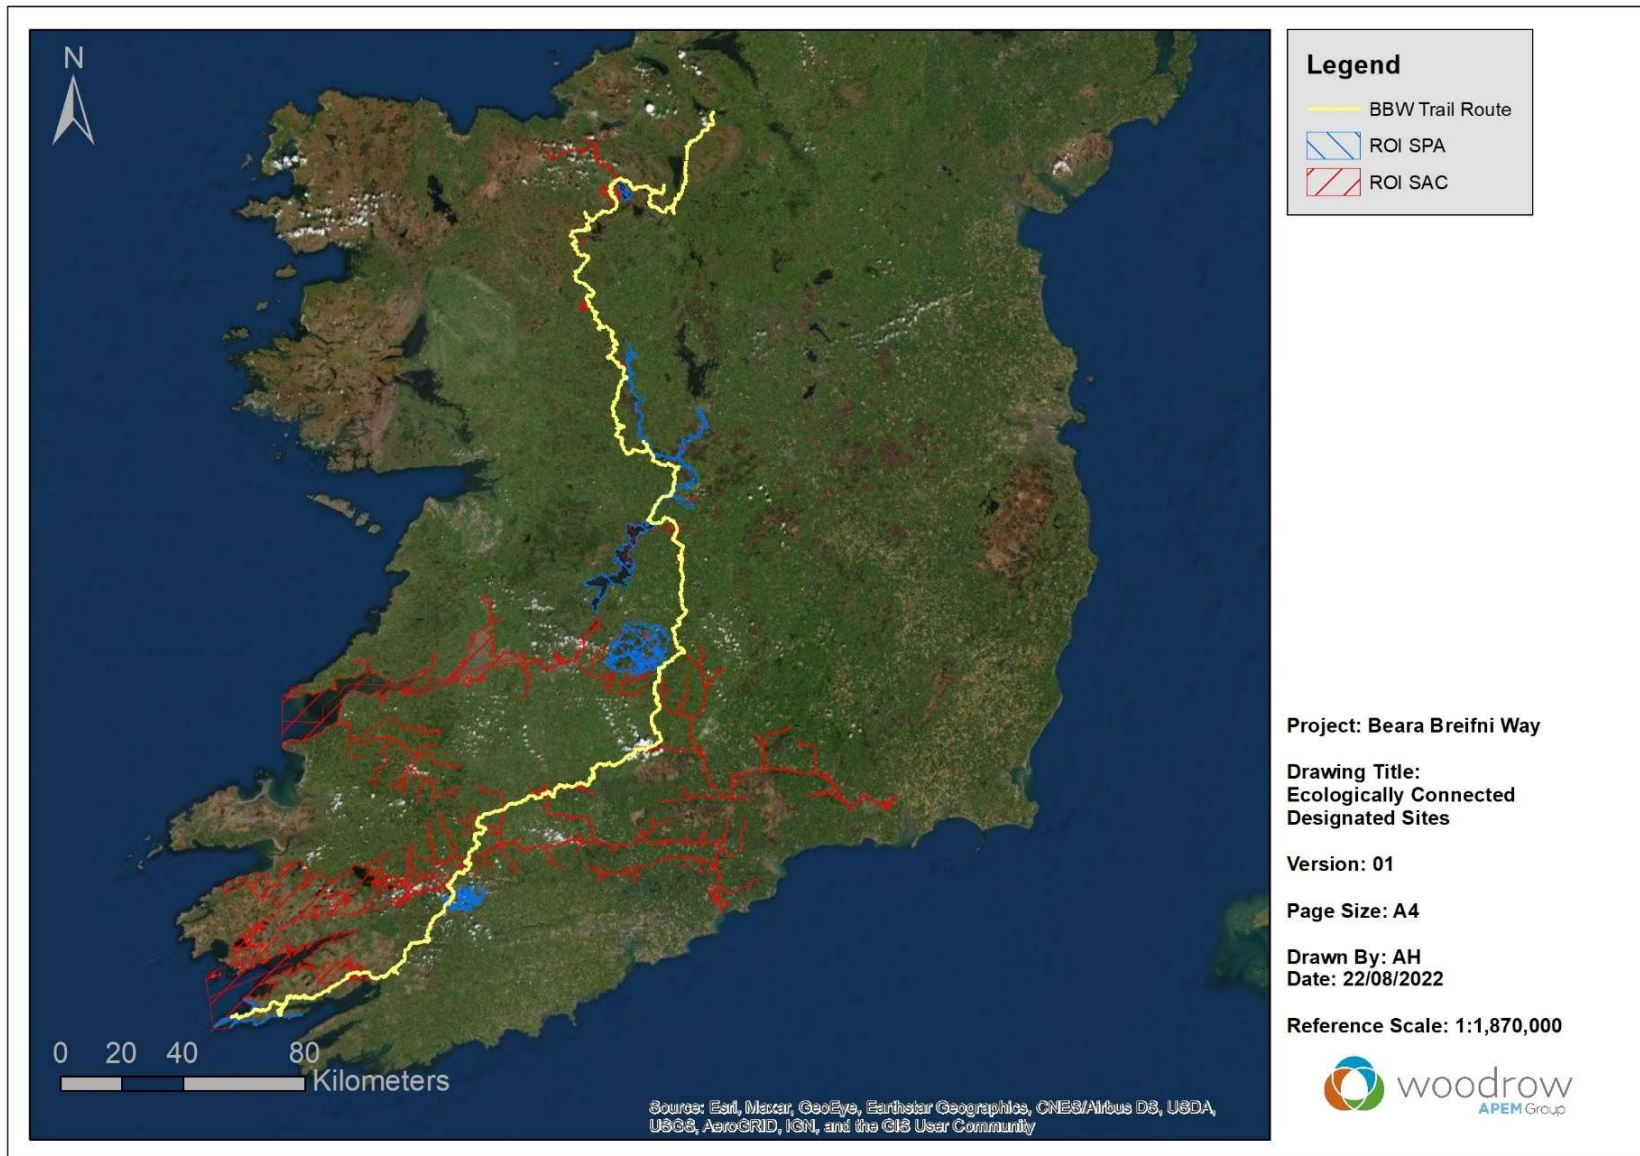 N
Legend
BBW Trail Route
ROI SPA
ROI SAC
Project: Beara Breifni Way
Drawing Title:
Ecologically Connected
Designated Sites
Version: 01
Page Size: A4
Drawn By: AH
Date: 22/08/2022
Reference Scale: 1:1,870,000
0 20 40 80
Kilometers
Source: Esri, Maxar, GeoEye, Earthstar Geographics, CNES/Airbus DS, USDA,
USGS, AeroGRID, IGN, and the GIS User Community
woodrow
APEM Group